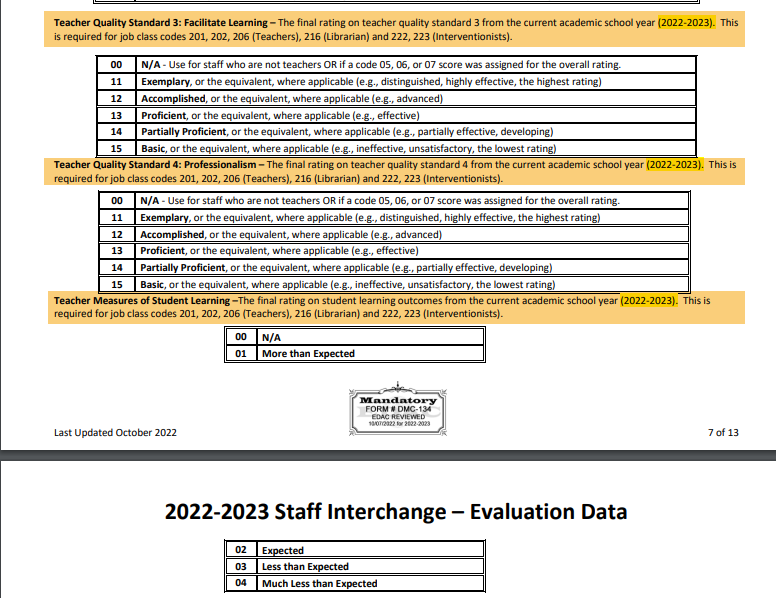 Teacher Quality Standard 3: Facilitate Learning – The final rating on teacher quality standard 3 from the current academic school year (2022-2023). This
is required for job class codes 201, 202, 206 (Teachers), 216 (Librarian) and 222, 223 (Interventionists).
00 N/A - Use for staff who are not teachers OR if a code 05, 06, or 07 score was assigned for the overall rating.
11 Exemplary, or the equivalent, where applicable (e.g., distinguished, highly effective, the highest rating)
12 Accomplished, or the equivalent, where applicable (e.g., advanced)
13 Proficient, or the equivalent, where applicable (e.g., effective)
14 Partially Proficient, or the equivalent, where applicable (e.g., partially effective, developing)
15 Basic, or the equivalent, where applicable (e.g., ineffective, unsatisfactory, the lowest rating)
Teacher Quality Standard 4: Professionalism – The final rating on teacher quality standard 4 from the current academic school year (2022-2023). This is
required for job class codes 201, 202, 206 (Teachers), 216 (Librarian) and 222, 223 (Interventionists).
00 N/A - Use for staff who are not teachers OR if a code 05, 06, or 07 score was assigned for the overall rating.
11 Exemplary, or the equivalent, where applicable (e.g., distinguished, highly effective, the highest rating)
12 Accomplished, or the equivalent, where applicable (e.g., advanced)
13 Proficient, or the equivalent, where applicable (e.g., effective)
14 Partially Proficient, or the equivalent, where applicable (e.g., partially effective, developing)
15 Basic, or the equivalent, where applicable (e.g., ineffective, unsatisfactory, the lowest rating)
Teacher Measures of Student Learning –The final rating on student learning outcomes from the current academic school year (2022-2023). This is
required for job class codes 201, 202, 206 (Teachers), 216 (Librarian) and 222, 223 (Interventionists).
00 N/A
01 More than Expected
Mandatory
FORM # DMC-134
EDAC REVIEWED
10/07/2022 for 2022-2023
Last Updated October 2022
7 of 13
2022-2023 Staff Interchange – Evaluation Data
02 Expected
03 Less than Expected
04 Much Less than Expected